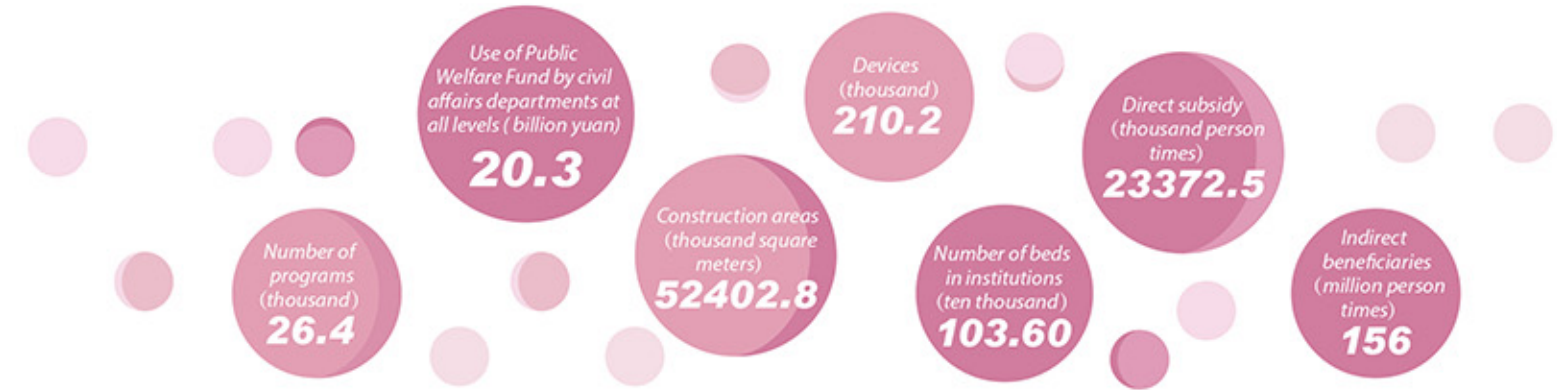 Number of
programs
(thousand)
26.4
Use of Public
Welfare Fund by civil
affairs departments at
all levels ( billion yuan)
20.3
Construction areas
(thousand square
meters)
52402.8
Devices
(thousand)
210.2
Number of beds
in institutions
(ten thousand)
103.60
Direct subsidy
(thousand person
times)
23372.5
Indirect
beneficiaries
(million person
times)
156